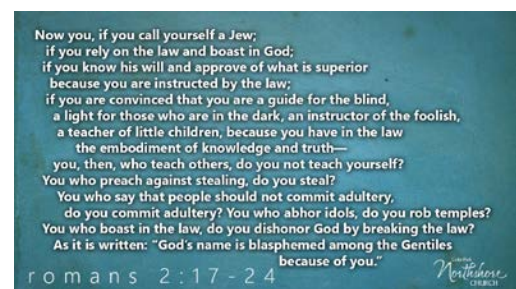 Now you, if you call yourself a Jew;
if you rely on the law and boast in God;
if you know his will and approve of what is superior
because you are instructed by the law;
if you are convinced that you are a guide for the blind,
a light for those who are in the dark, an instructor of the foolish,
a teacher of little children, because you have in the law
the embodiment of knowledge and truth—
you, then, who teach others, do you not teach yourself?
You who preach against stealing, do you steal?
You who say that people should not commit adultery,
do you commit adultery? You who abhor idols, do you rob temples?
You who boast in the law, do you dishonor God by breaking the law?
As it is written: "God's name is blasphemed among the Gentiles
because of you."
romans 2:17-24
Northshore
CHURCH